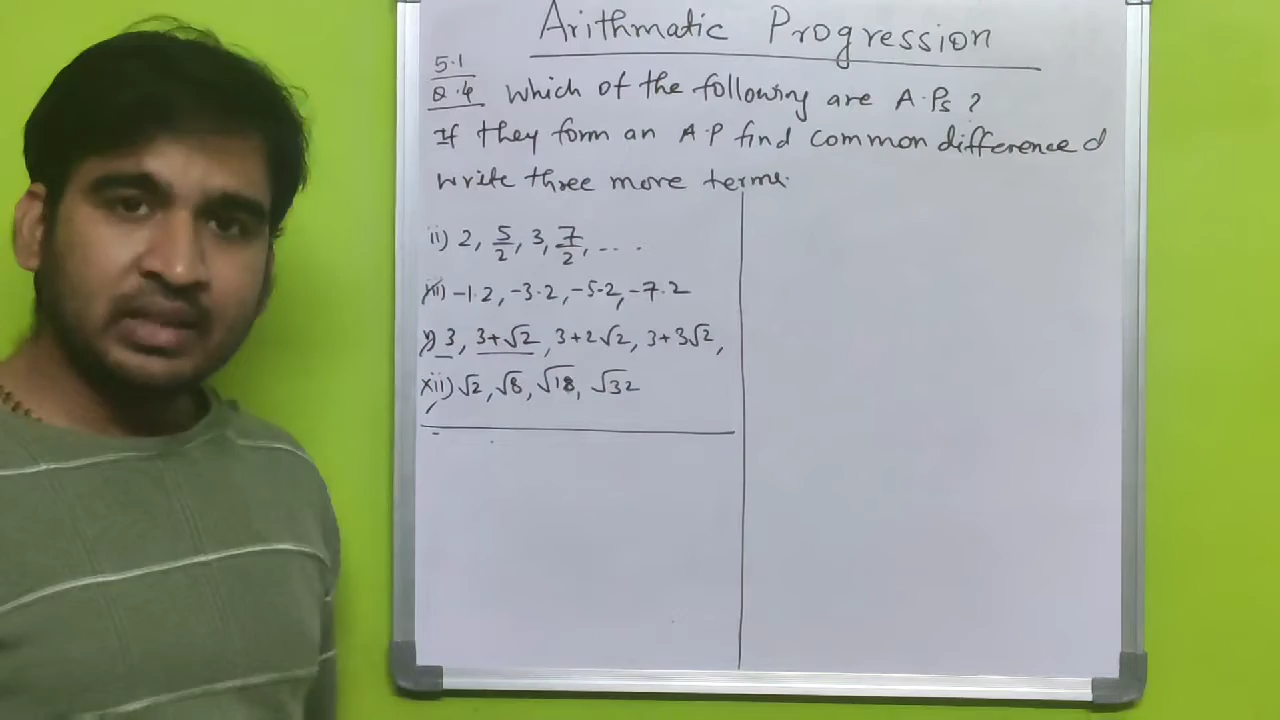 Arithmatic Progression
5.1
Q.4 Which of the following are A.Ps ?
If they form an A.P find common difference d
write three more terms.
ii) 2, 5/2, 3, 7/2, ....
iii) -1.2, -3.2, -5.2, -7.2
v) 3, 3+√2, 3+2√2, 3+3√2,
xii) √2, √8, √18, √32